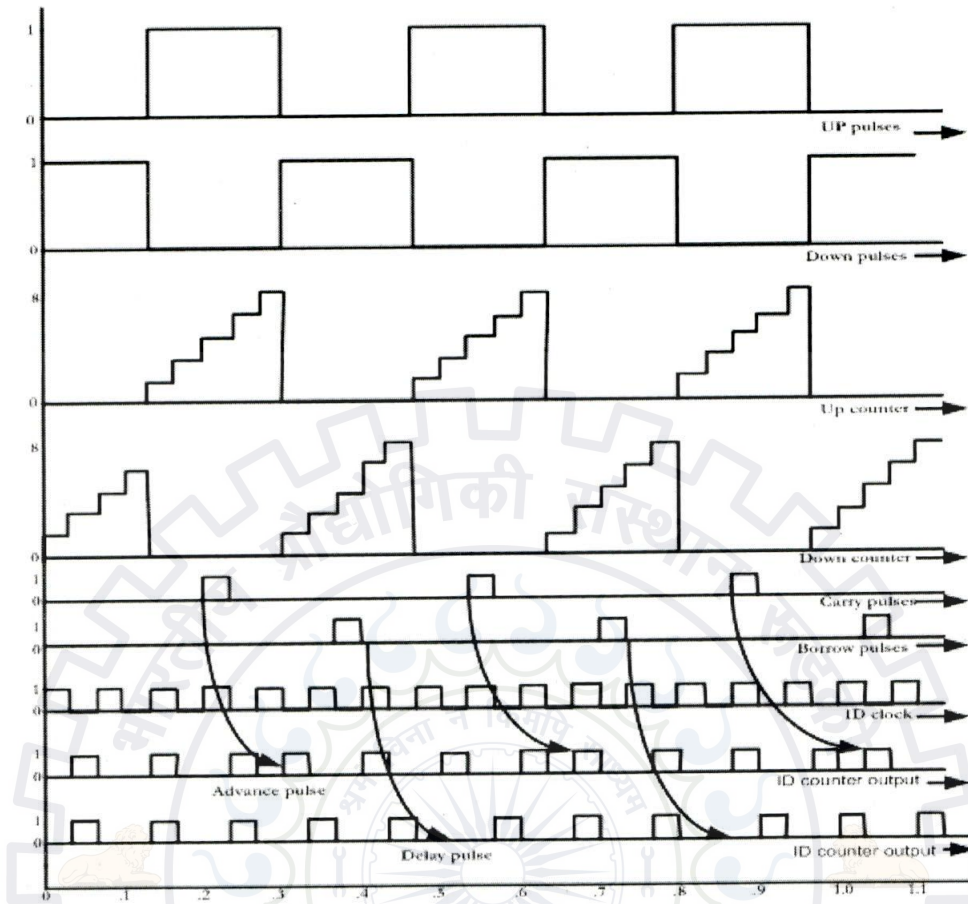 1
0
UP pulses
1
0
Down pulses
8
0
Up counter
8
0
Down counter
1
0
Carry pulses
1
0
Borrow pulses
1
0
ID clock
1
0
Advance pulse
ID counter output
1
0
Delay pulse
ID counter output
0 .1 .2 .3 .4 .5 .6 .7 .8 .9 1.0 1.1
भारतीय प्रौद्योगिकी संस्थान